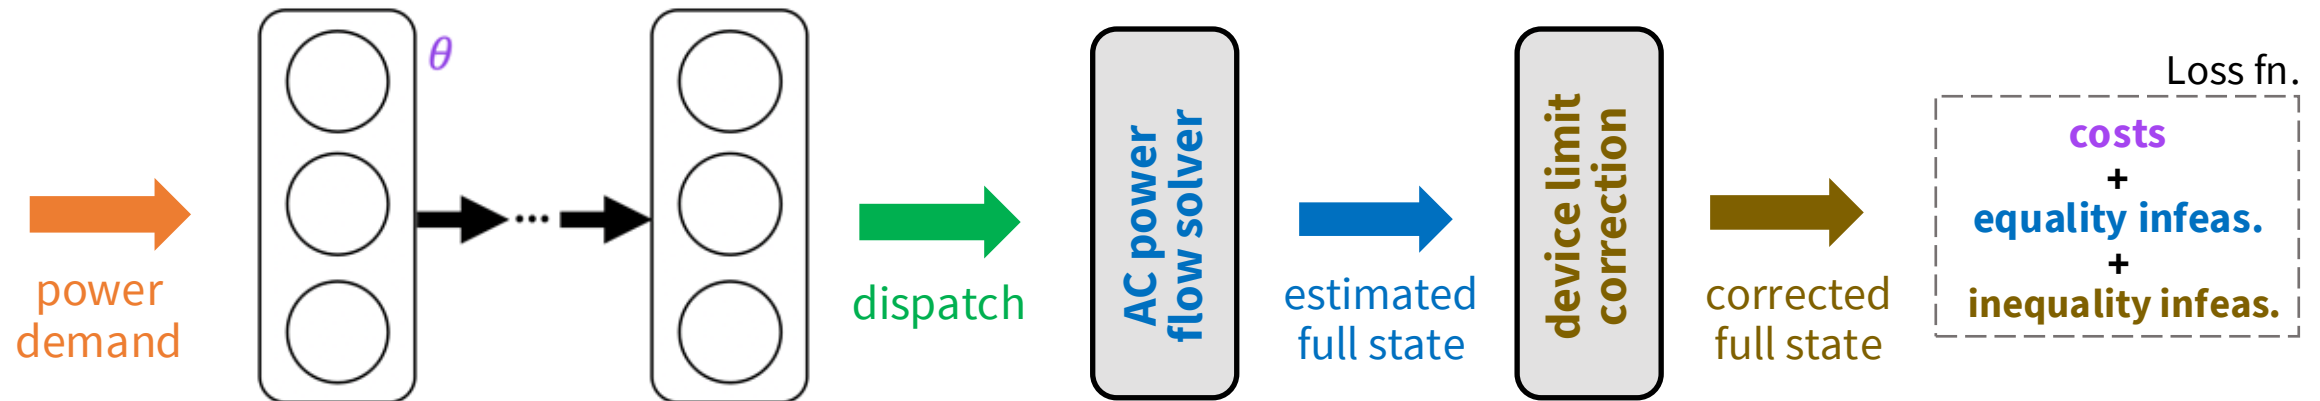 power
demand
θ
...
dispatch
AC power
flow solver
estimated
full state
device limit
correction
corrected
full state
Loss fn.
costs
+
equality infeas.
+
inequality infeas.